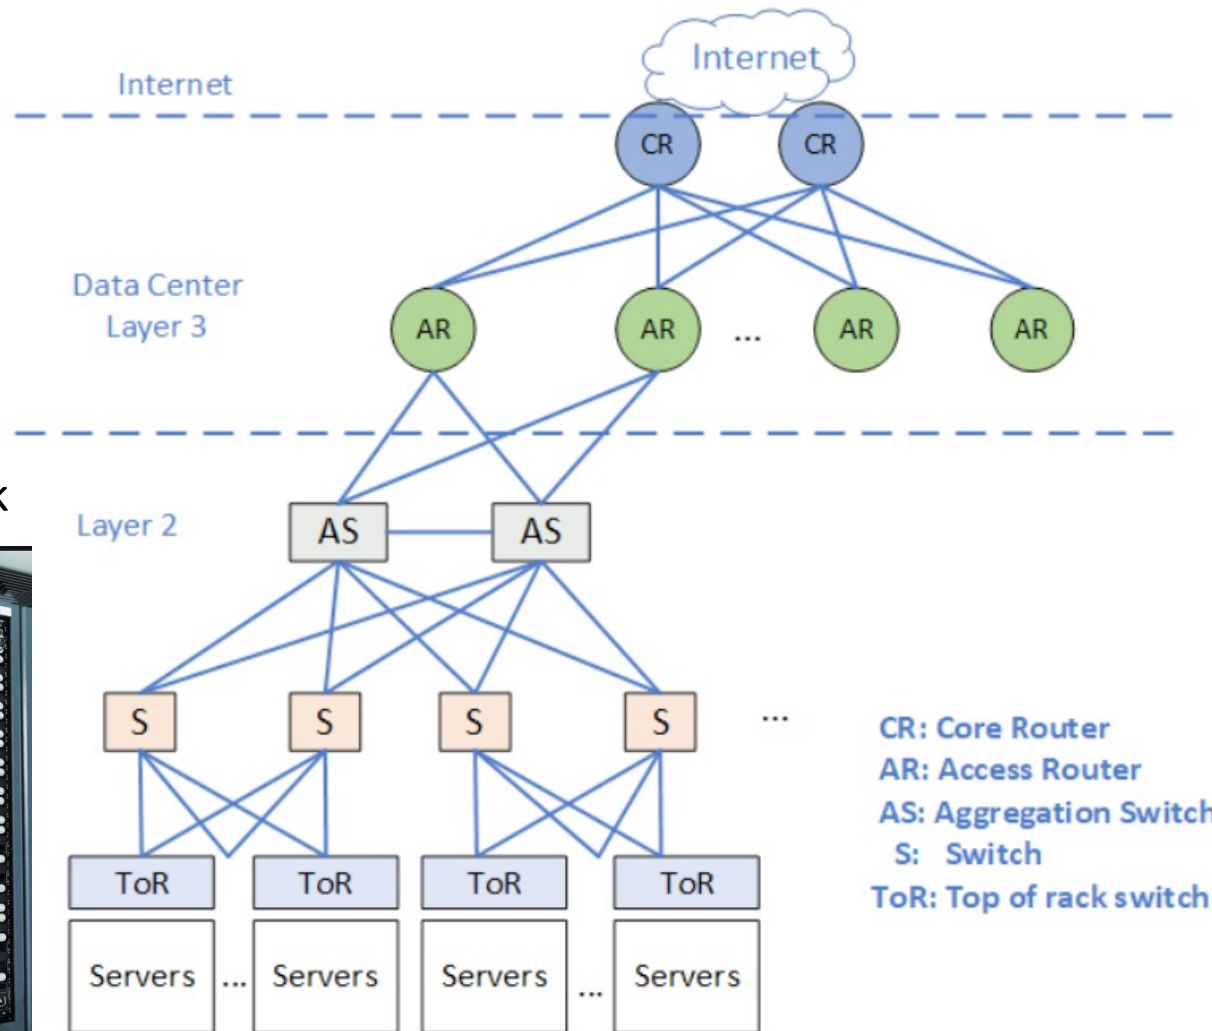 Internet
Internet
CR CR
Data Center
Layer 3
AR AR ... AR AR
K
Layer 2
AS AS
S S S S ...
CR: Core Router
AR: Access Router
AS: Aggregation Switch
S: Switch
ToR: Top of rack switch
ToR ToR ToR ToR
Servers ... Servers Servers ... Servers